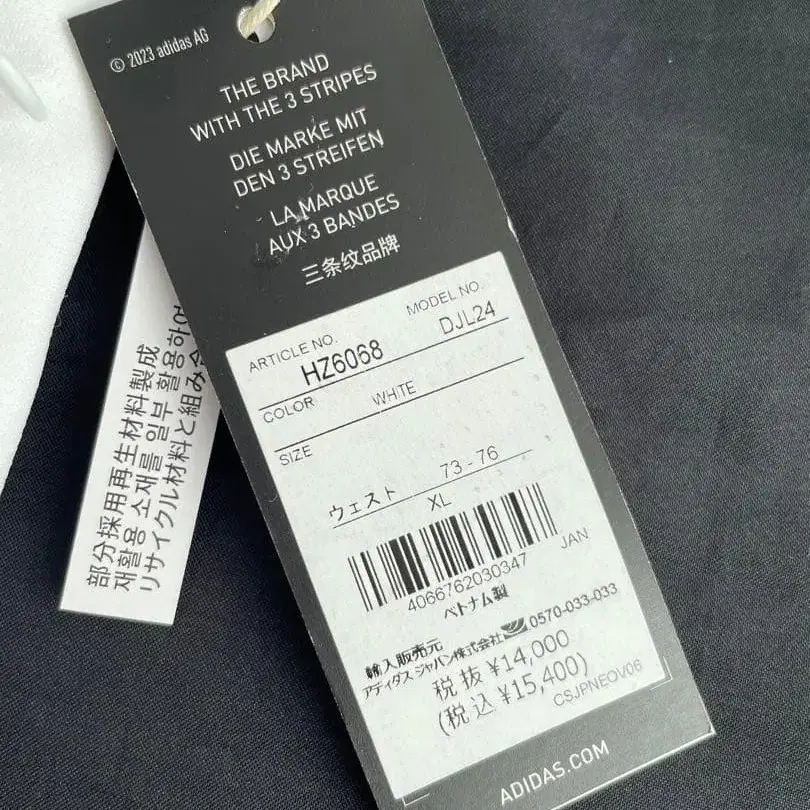 © 2023 adidas AG
THE BRAND
WITH THE 3 STRIPES
DIE MARKE MIT
DEN 3 STREIFEN
LA MARQUE
AUX 3 BANDES
三条纹品牌
ARTICLE NO.
MODEL NO.
HZ6068
DJL24
COLOR
WHITE
SIZE
73-76
ウェスト
XL
JAN
4066762030347
ベトナム製
輸入販売元
アディダス ジャパン株式会社 0570-033-033
税抜 ¥14,000
(税込 ¥15,400)
CSJPNEOV06
ADIDAS.COM
部分採用再生材料製成
재활용 소재를 일부 활용하여
リサイクル材料と組み合